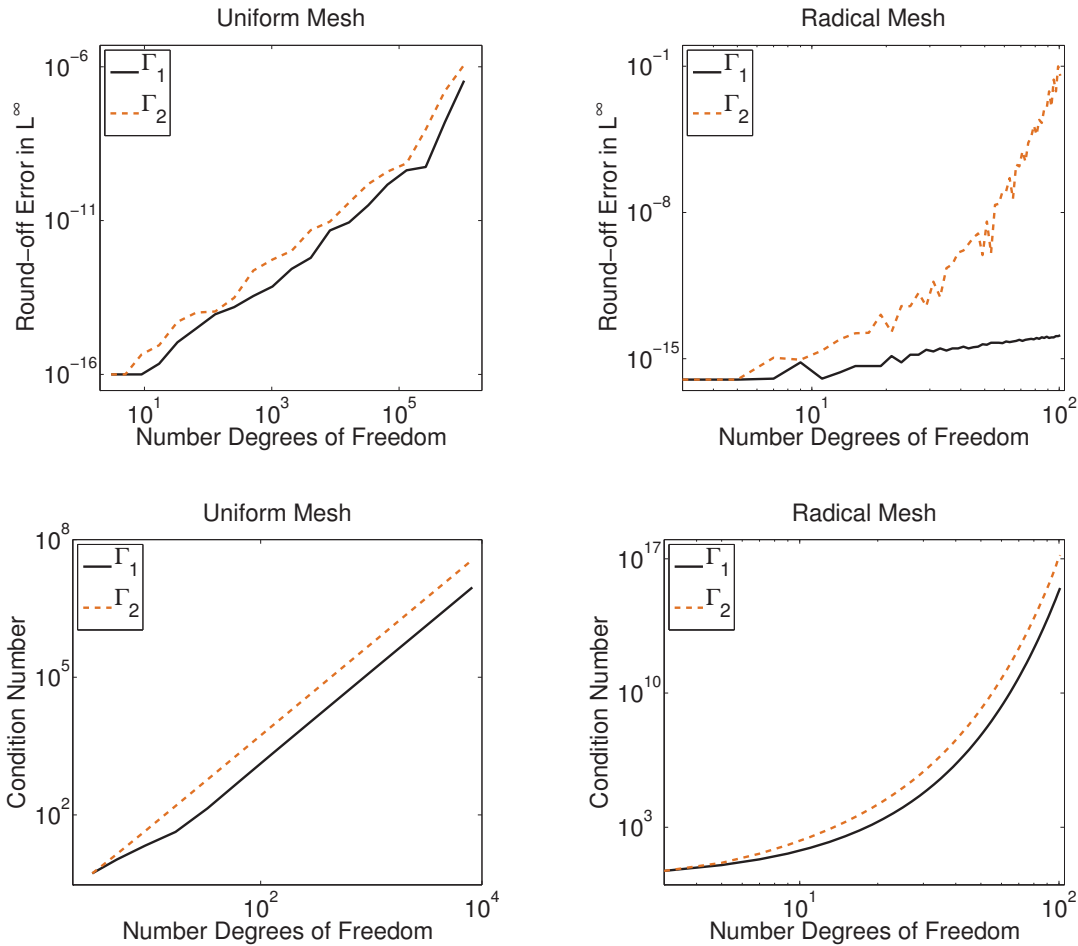 Uniform Mesh
Γ1
Γ2
10^-6
10^-11
10^-16
Round-off Error in L^∞
10^1
10^3
10^5
Number Degrees of Freedom
Radical Mesh
Γ1
Γ2
10^-1
10^-8
10^-15
Round-off Error in L^∞
10^1
10^2
Number Degrees of Freedom
Uniform Mesh
Γ1
Γ2
10^8
10^5
10^2
Condition Number
10^2
10^4
Number Degrees of Freedom
Radical Mesh
Γ1
Γ2
10^17
10^10
10^3
Condition Number
10^1
10^2
Number Degrees of Freedom